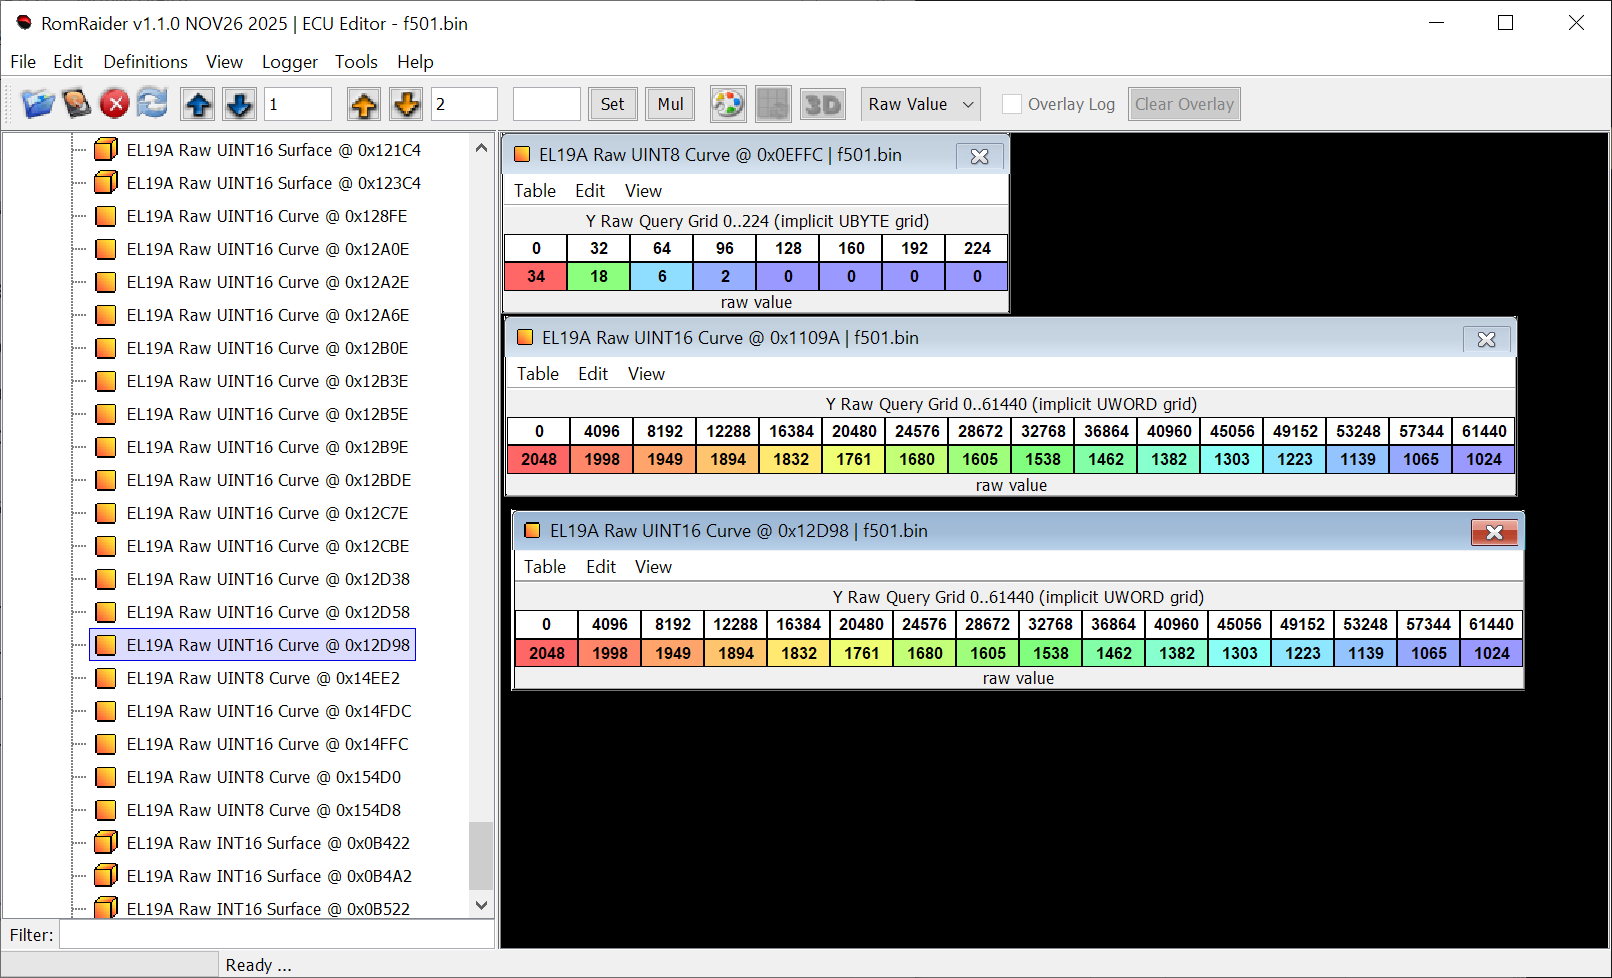 RomRaider v1.1.0 NOV26 2025 | ECU Editor - f501.bin
File Edit Definitions View Logger Tools Help
1 2 Set Mul 3D Raw Value Overlay Log Clear Overlay
EL19A Raw UINT16 Surface @ 0x121C4
EL19A Raw UINT16 Surface @ 0x123C4
EL19A Raw UINT16 Curve @ 0x128FE
EL19A Raw UINT16 Curve @ 0x12A0E
EL19A Raw UINT16 Curve @ 0x12A2E
EL19A Raw UINT16 Curve @ 0x12A6E
EL19A Raw UINT16 Curve @ 0x12B0E
EL19A Raw UINT16 Curve @ 0x12B3E
EL19A Raw UINT16 Curve @ 0x12B5E
EL19A Raw UINT16 Curve @ 0x12B9E
EL19A Raw UINT16 Curve @ 0x12BDE
EL19A Raw UINT16 Curve @ 0x12C7E
EL19A Raw UINT16 Curve @ 0x12CBE
EL19A Raw UINT16 Curve @ 0x12D38
EL19A Raw UINT16 Curve @ 0x12D58
EL19A Raw UINT16 Curve @ 0x12D98
EL19A Raw UINT8 Curve @ 0x14EE2
EL19A Raw UINT16 Curve @ 0x14FDC
EL19A Raw UINT16 Curve @ 0x14FFC
EL19A Raw UINT8 Curve @ 0x154D0
EL19A Raw UINT8 Curve @ 0x154D8
EL19A Raw INT16 Surface @ 0x0B422
EL19A Raw INT16 Surface @ 0x0B4A2
EL19A Raw INT16 Surface @ 0x0B522
Filter:
Ready ...
EL19A Raw UINT8 Curve @ 0x0EFFC | f501.bin
Table Edit View
Y Raw Query Grid 0..224 (implicit UBYTE grid)
0 32 64 96 128 160 192 224
34 18 6 2 0 0 0 0
raw value
EL19A Raw UINT16 Curve @ 0x1109A | f501.bin
Table Edit View
Y Raw Query Grid 0..61440 (implicit UWORD grid)
0 4096 8192 12288 16384 20480 24576 28672 32768 36864 40960 45056 49152 53248 57344 61440
2048 1998 1949 1894 1832 1761 1680 1605 1538 1462 1382 1303 1223 1139 1065 1024
raw value
EL19A Raw UINT16 Curve @ 0x12D98 | f501.bin
Table Edit View
Y Raw Query Grid 0..61440 (implicit UWORD grid)
0 4096 8192 12288 16384 20480 24576 28672 32768 36864 40960 45056 49152 53248 57344 61440
2048 1998 1949 1894 1832 1761 1680 1605 1538 1462 1382 1303 1223 1139 1065 1024
raw value